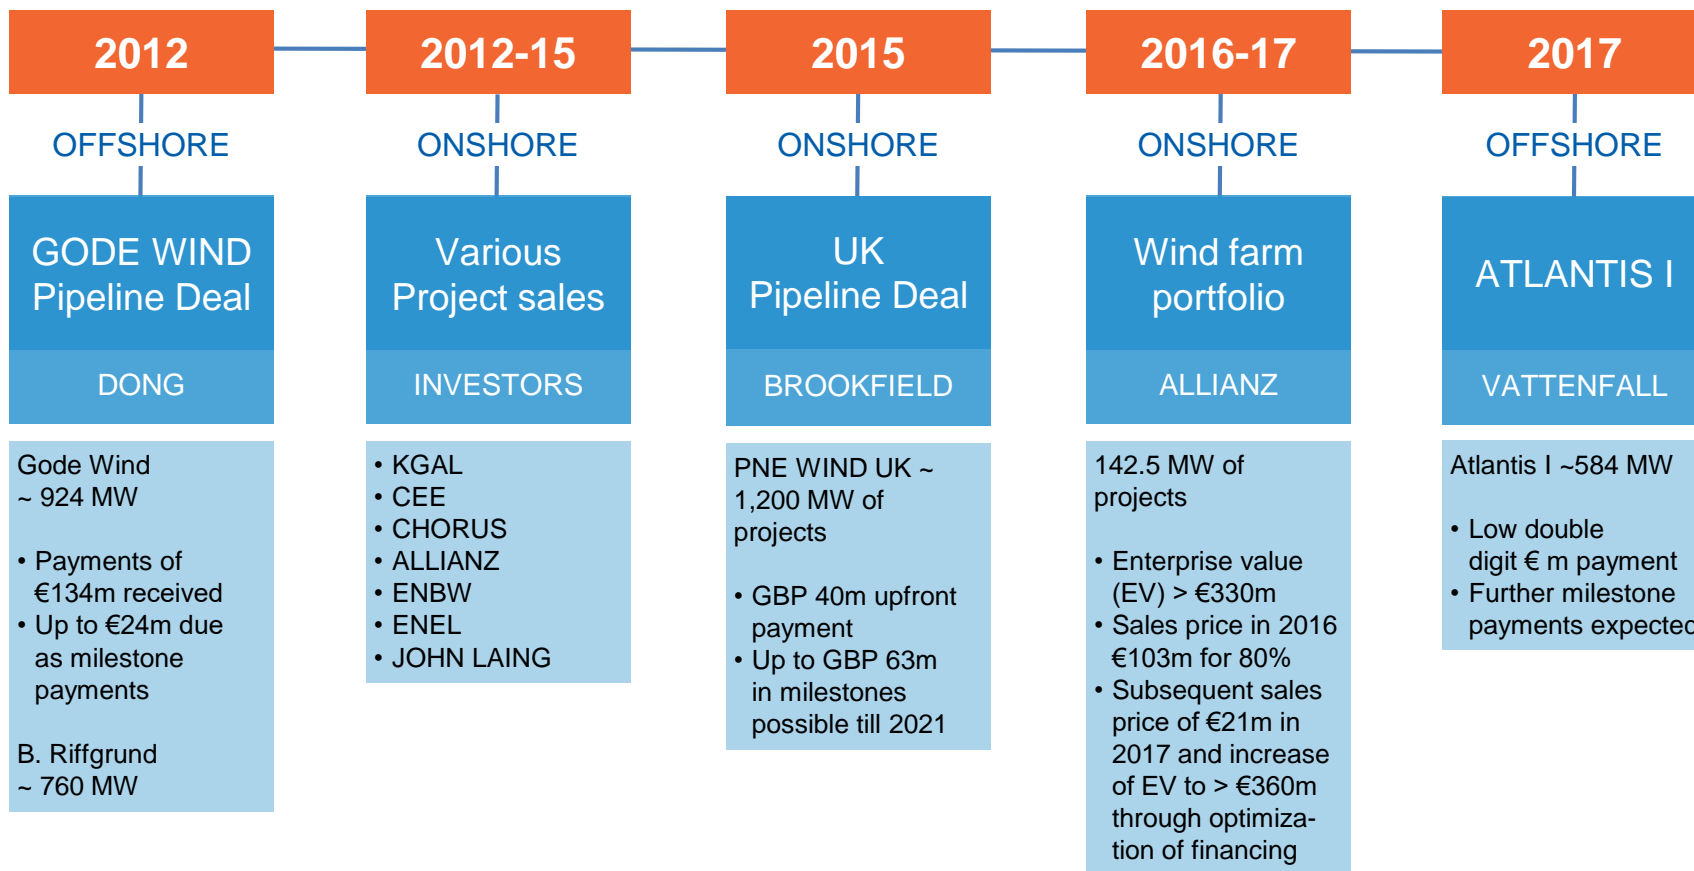 2012
OFFSHORE
GODE WIND
Pipeline Deal
DONG
Gode Wind
~ 924 MW
• Payments of
€134m received
• Up to €24m due
as milestone
payments
B. Riffgrund
~ 760 MW
2012-15
ONSHORE
Various
Project sales
INVESTORS
• KGAL
• CEE
• CHORUS
• ALLIANZ
• ENBW
• ENEL
• JOHN LAING
2015
ONSHORE
UK
Pipeline Deal
BROOKFIELD
PNE WIND UK ~
1,200 MW of
projects
• GBP 40m upfront
payment
• Up to GBP 63m
in milestones
possible till 2021
2016-17
ONSHORE
Wind farm
portfolio
ALLIANZ
142.5 MW of
projects
• Enterprise value
(EV) > €330m
• Sales price in 2016
€103m for 80%
• Subsequent sales
price of €21m in
2017 and increase
of EV to > €360m
through optimiza-
tion of financing
2017
OFFSHORE
ATLANTIS I
VATTENFALL
Atlantis I ~584 MW
• Low double
digit € m payment
• Further milestone
payments expected